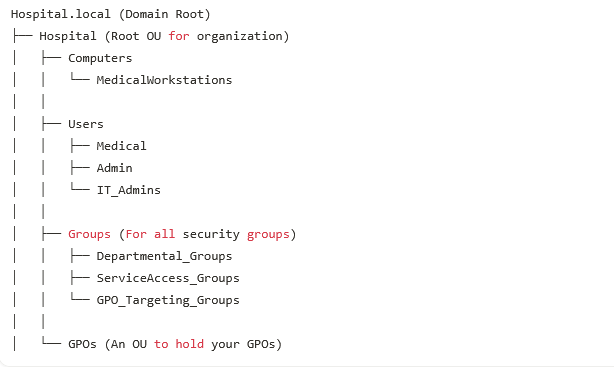 Hospital.local (Domain Root)
├── Hospital (Root OU for organization)
│   ├── Computers
│   │   └── MedicalWorkstations
│   │
│   ├── Users
│   │   ├── Medical
│   │   ├── Admin
│   │   └── IT_Admins
│   │
│   ├── Groups (For all security groups)
│   │   ├── Departmental_Groups
│   │   ├── ServiceAccess_Groups
│   │   └── GPO_Targeting_Groups
│   │
│   └── GPOs (An OU to hold your GPOs)